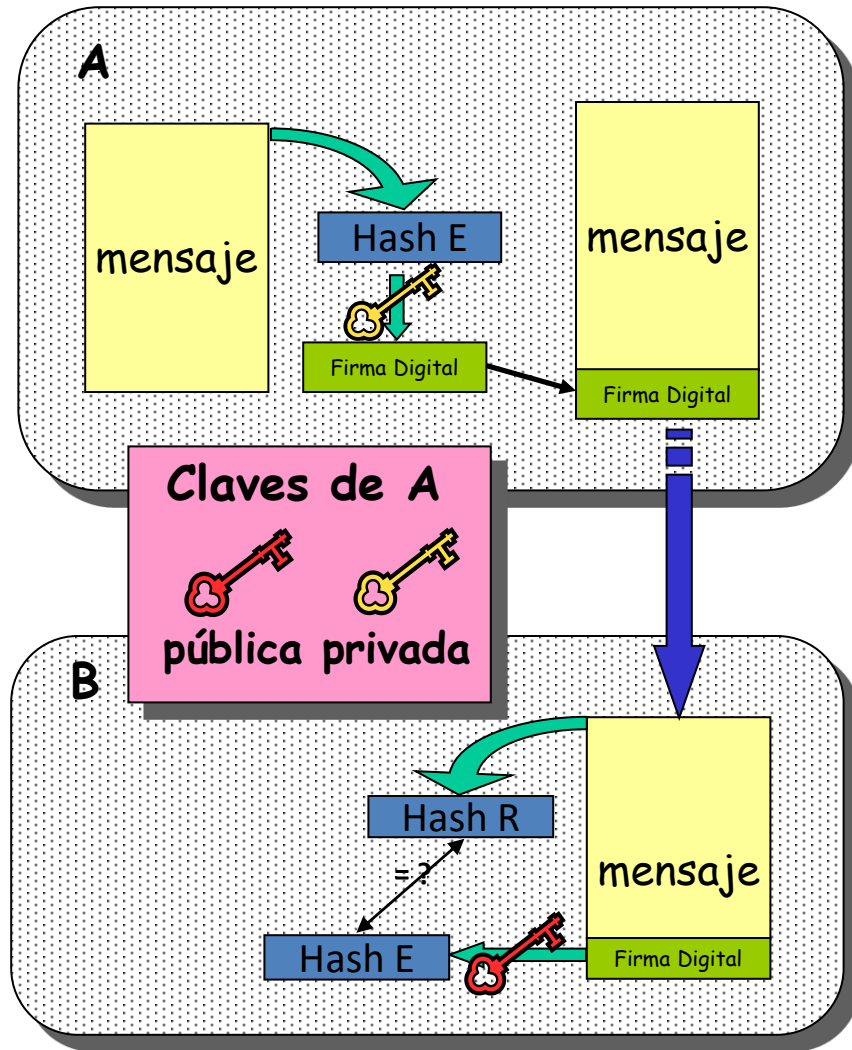 A
mensaje
Hash E
Firma Digital
mensaje
Firma Digital
Claves de A
pública privada
B
Hash R
= ?
Hash E
mensaje
Firma Digital